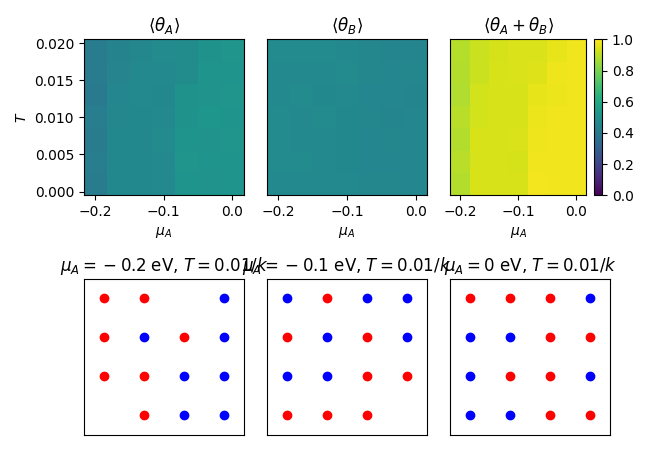 ⟨θ_A⟩
⟨θ_B⟩
⟨θ_A + θ_B⟩
T
0.020
0.015
0.010
0.005
0.000
−0.2 −0.1 0.0
−0.2 −0.1 0.0
−0.2 −0.1 0.0
μ_A
μ_A
μ_A
1.0
0.8
0.6
0.4
0.2
0.0
μ_A = −0.2 eV, T = 0.01/k
μ_A = −0.1 eV, T = 0.01/k
μ_A = 0 eV, T = 0.01/k